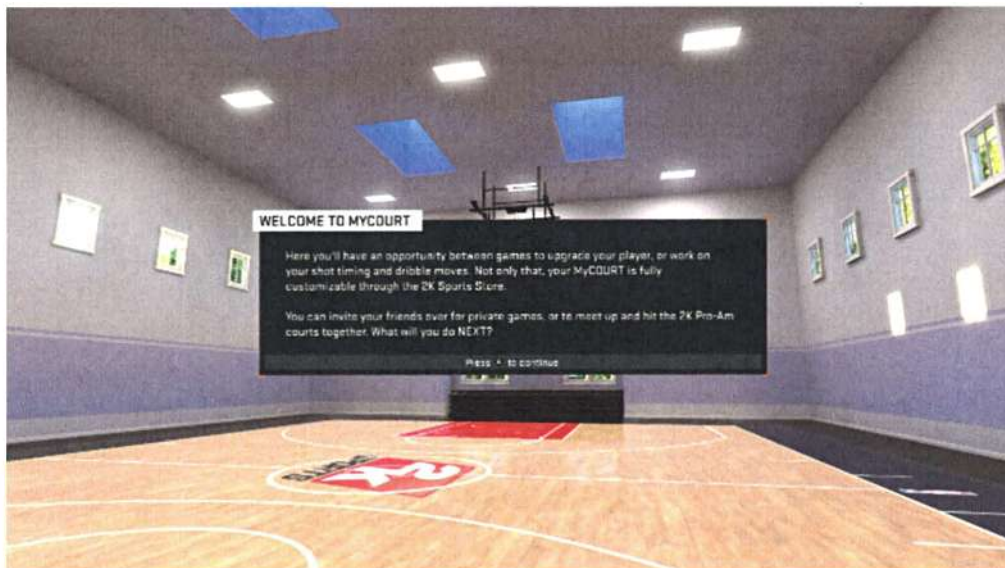 WELCOME TO MYCOURT
Here you'll have an opportunity between games to upgrade your player, or work on
your shot timing and dribble moves. Not only that, your MyCOURT is fully
customizable through the 2K Sports Store.
You can invite your friends over for private games, or to meet up and hit the 2K Pro-Am
courts together. What will you do NEXT?
Press to continue
2K
SPORTS